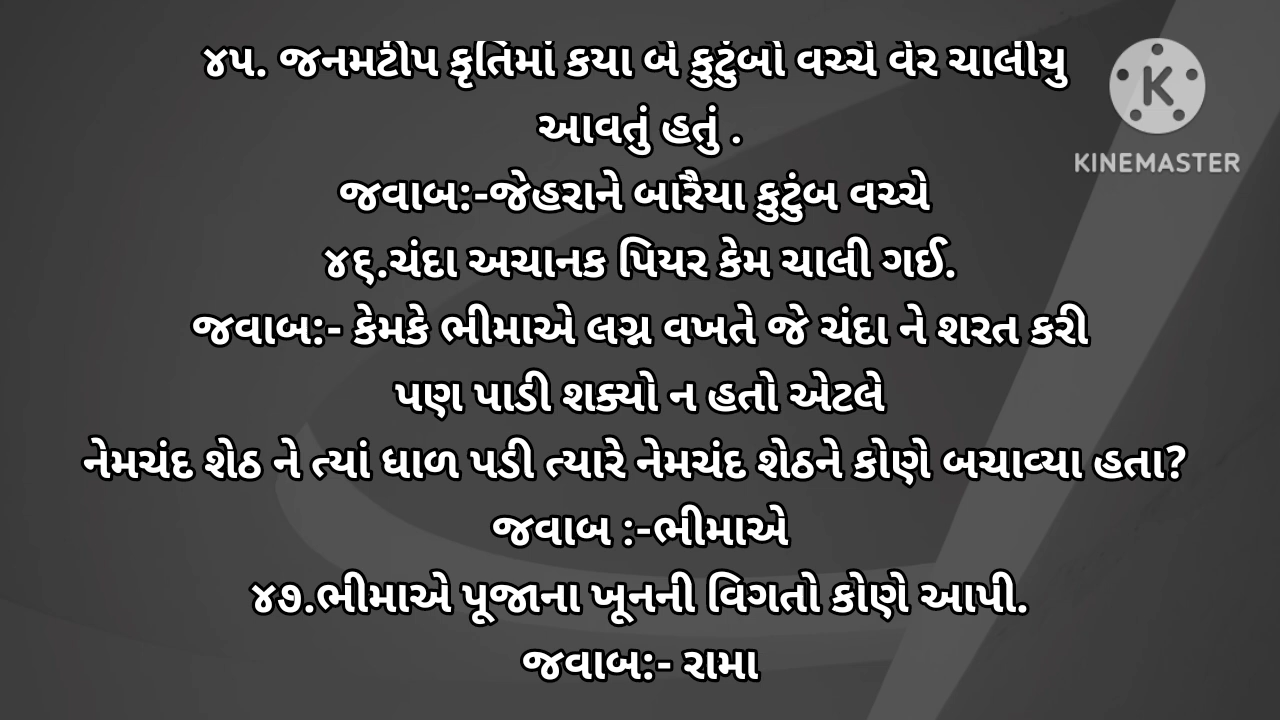 ૪૫. જનમટીપ કૃતિમાં કયા બે કુટુંબો વચ્ચે વેર ચાલીયુ
આવતું હતું .
જવાબ:-જેહરાને બારૈયા કુટુંબ વચ્ચે
૪૬.ચંદા અચાનક પિયર કેમ ચાલી ગઈ.
જવાબ:- કેમકે ભીમાએ લગ્ન વખતે જે ચંદા ને શરત કરી
પણ પાડી શક્યો ન હતો એટલે
નેમચંદ શેઠ ને ત્યાં ધાળ પડી ત્યારે નેમચંદ શેઠને કોણે બચાવ્યા હતા?
જવાબ :-ભીમાએ
૪૭.ભીમાએ પૂજાના ખૂનની વિગતો કોણે આપી.
જવાબ:- રામા
KINEMASTER